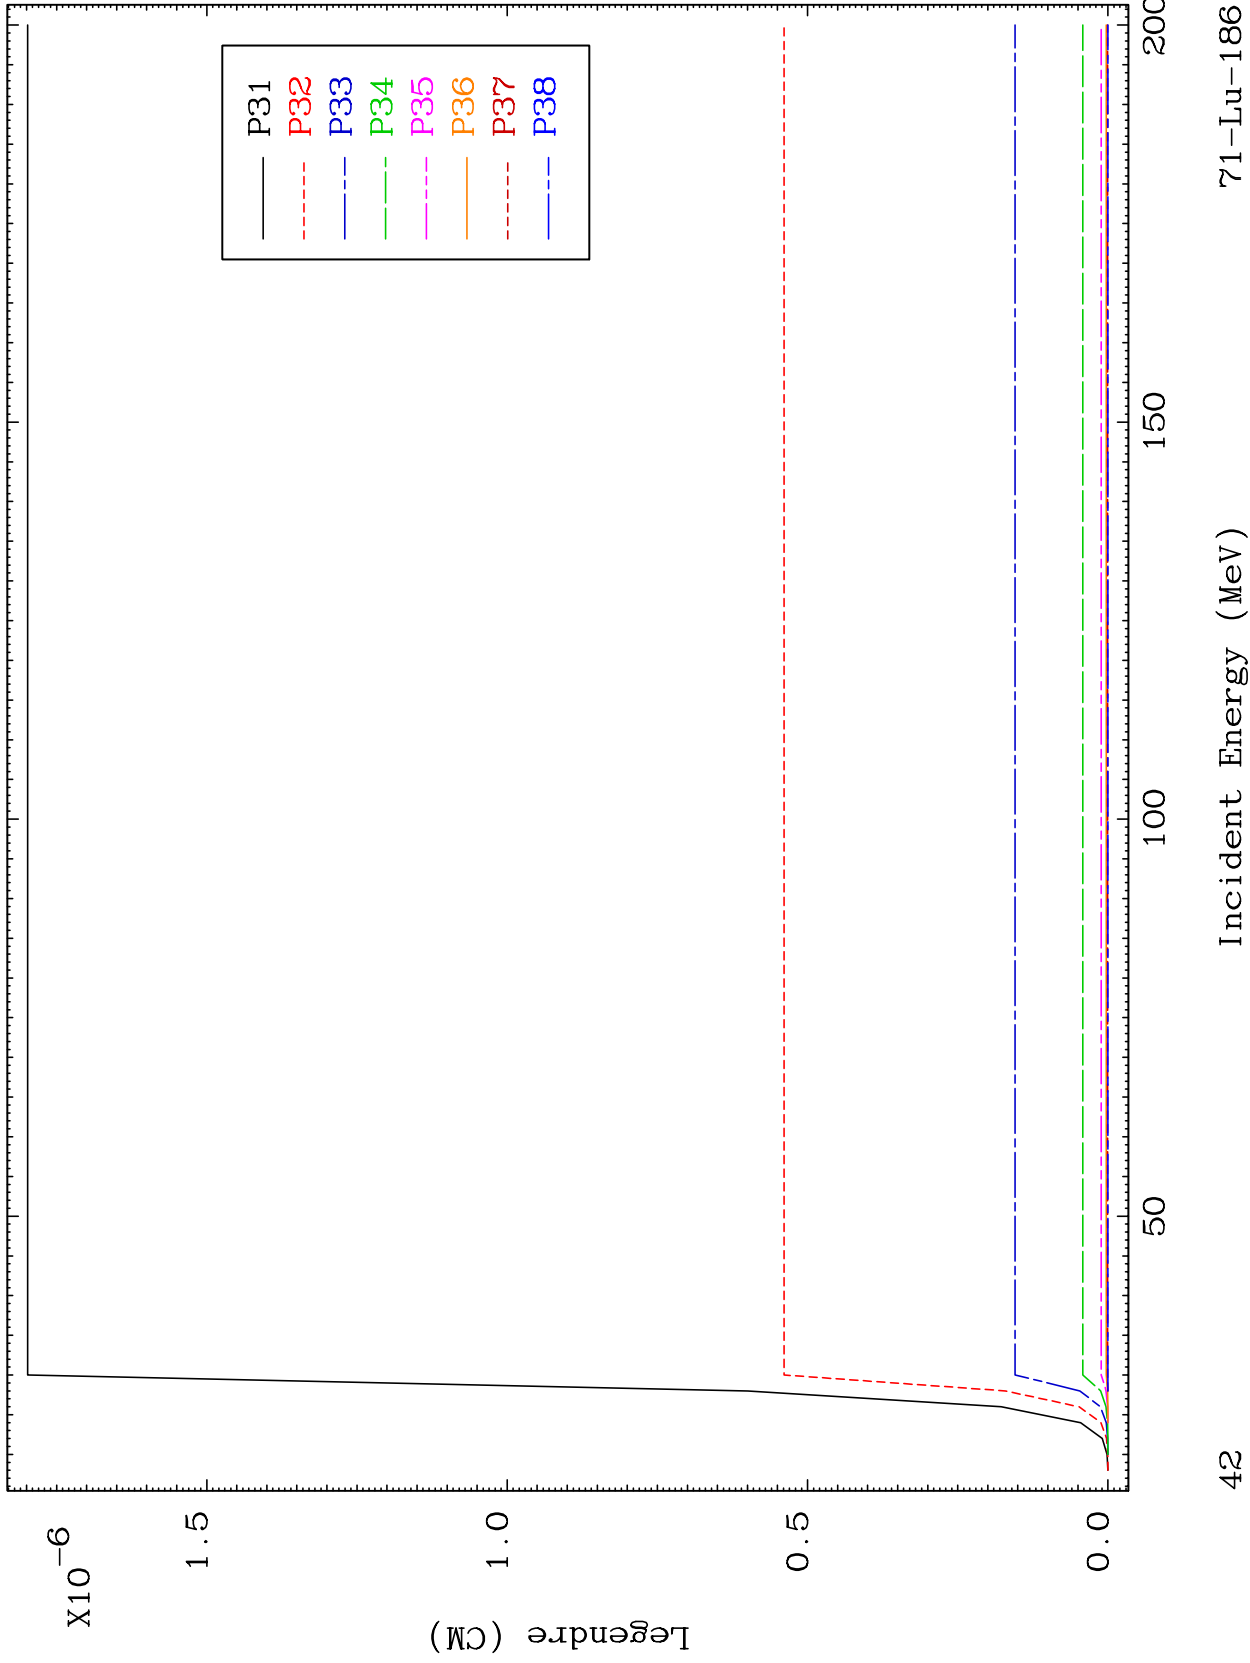 X10-6
1.5
1.0
0.5
0.0
Legendre (CM)
P31
P32
P33
P34
P35
P36
P37
P38
50
100
150
200
Incident Energy (MeV)
42
71-Lu-186